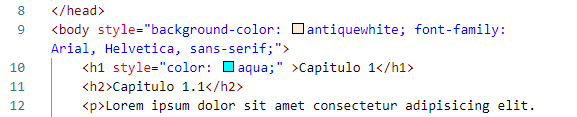 8 </head>
9 <body style="background-color: antiquewhite; font-family:
Arial, Helvetica, sans-serif;">
10 <h1 style="color: aqua;" >Capitulo 1</h1>
11 <h2>Capitulo 1.1</h2>
12 <p>Lorem ipsum dolor sit amet consectetur adipisicing elit.